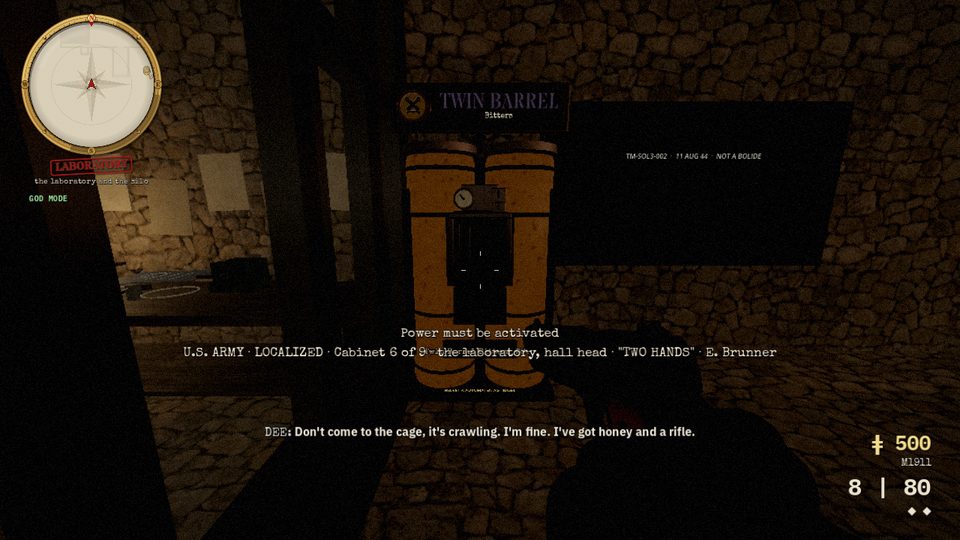 LABORATORY
the laboratory and the silo
GOD MODE
TWIN BARREL
Bitters
TM-SOL3-002 · 11 AUG 44 · NOT A BOLIDE
Power must be activated
U.S. ARMY · LOCALIZED · Cabinet 6 of 9 · the laboratory, hall head · "TWO HANDS" · E. Brunner
DEE: Don't come to the cage, it's crawling. I'm fine. I've got honey and a rifle.
500
M1911
8 | 80